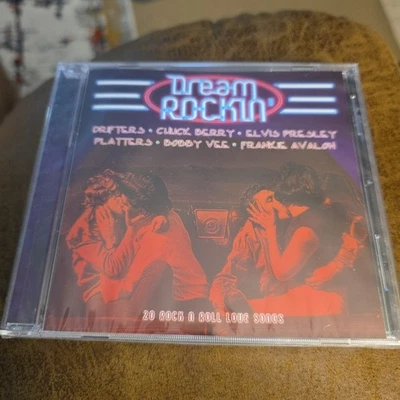 Dream
ROCKIN'
DRIFTERS • CHUCK BERRY • ELVIS PRESLEY
PLATTERS • BOBBY VEE • FRANKIE AVALON
20 ROCK N ROLL LOVE SONGS